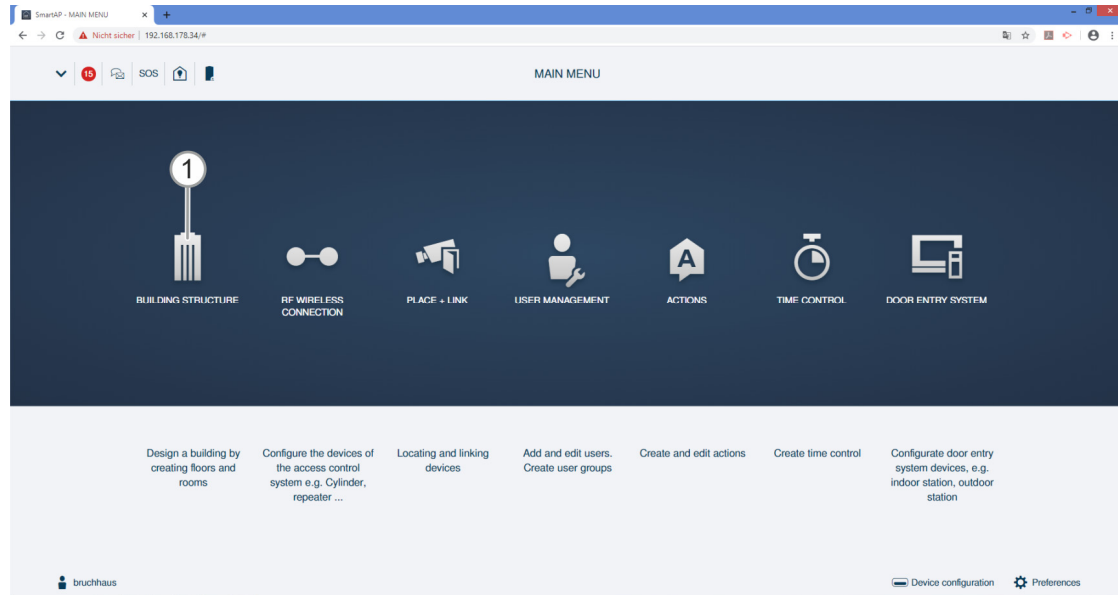 SmartAP - MAIN MENU
Nicht sicher | 192.168.178.34/#
15
SOS
MAIN MENU
1
BUILDING STRUCTURE
RF WIRELESS
CONNECTION
PLACE + LINK
USER MANAGEMENT
A
ACTIONS
TIME CONTROL
DOOR ENTRY SYSTEM
Design a building by
creating floors and
rooms
Configure the devices of
the access control
system e.g. Cylinder,
repeater ...
Locating and linking
devices
Add and edit users.
Create user groups
Create and edit actions
Create time control
Configurate door entry
system devices, e.g.
indoor station, outdoor
station
bruchhaus
Device configuration
Preferences